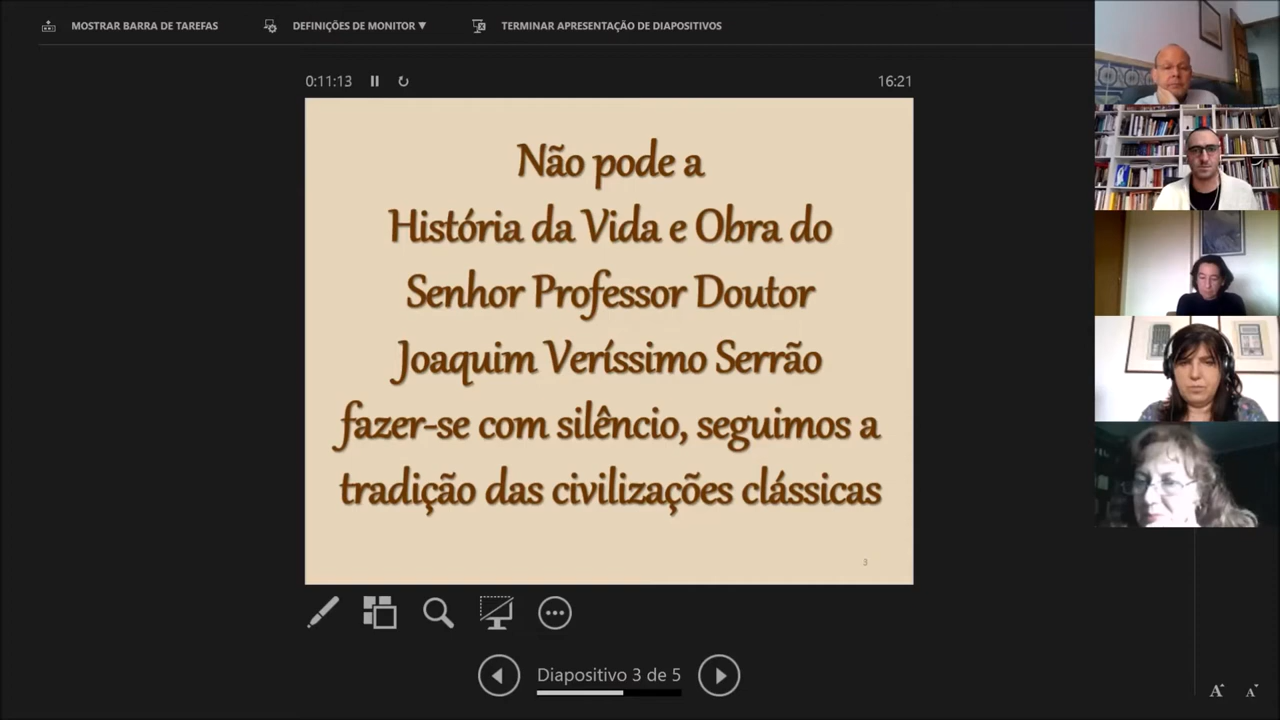 MOSTRAR BARRA DE TAREFAS
DEFINIÇÕES DE MONITOR ▼
TERMINAR APRESENTAÇÃO DE DIAPOSITIVOS
0:11:13
16:21
Não pode a
História da Vida e Obra do
Senhor Professor Doutor
Joaquim Veríssimo Serrão
fazer-se com silêncio, seguimos a
tradição das civilizações clássicas
3
Diapositivo 3 de 5
A A